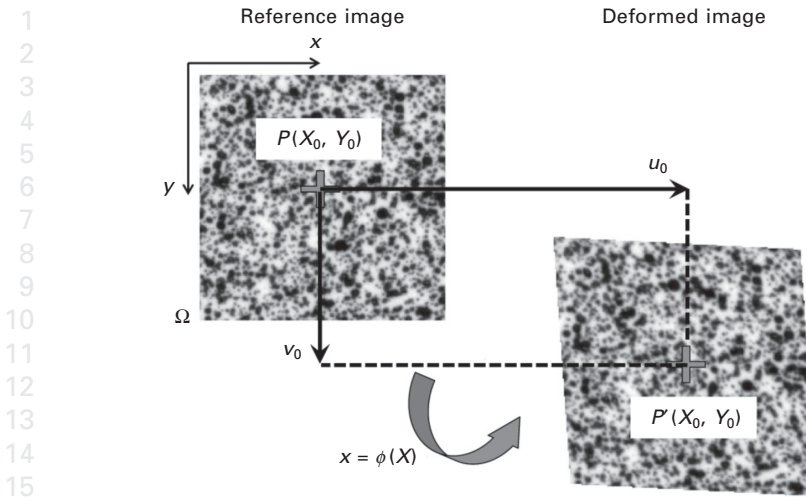 Reference image Deformed image
1
2
x
3
4
P(X₀, Y₀)
5
u₀
6
y
7
8
9
10
Ω
11
v₀
12
13
P'(X₀, Y₀)
14
x = ϕ(X)
15